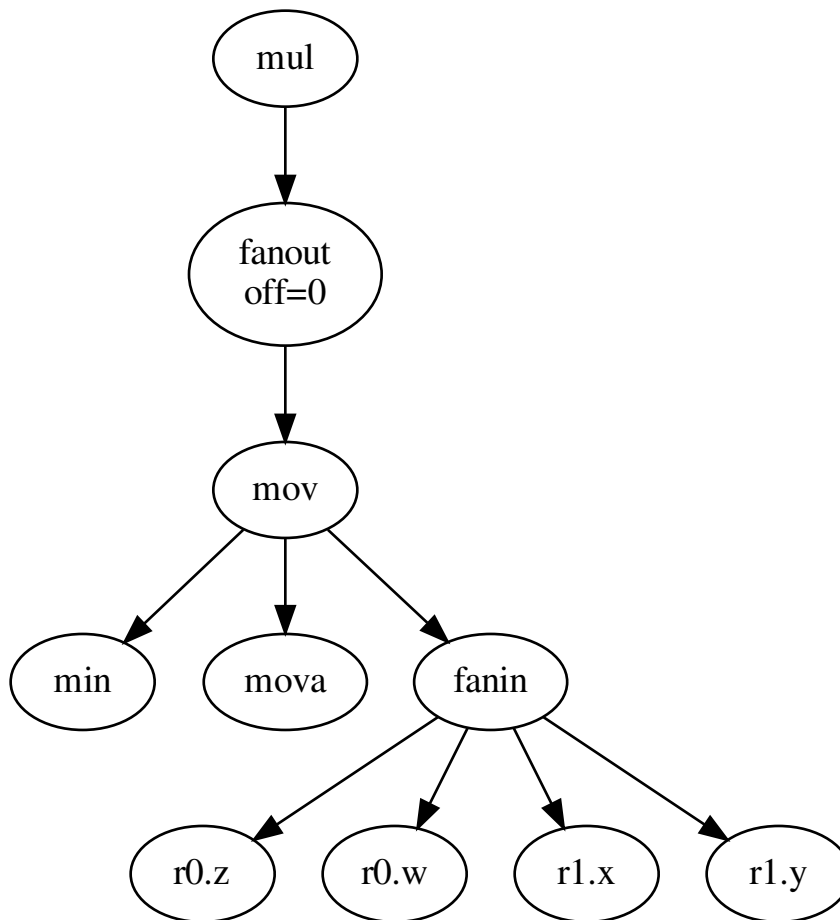 mul
fanout
off=0
mov
min
mova
fanin
r0.z
r0.w
r1.x
r1.y